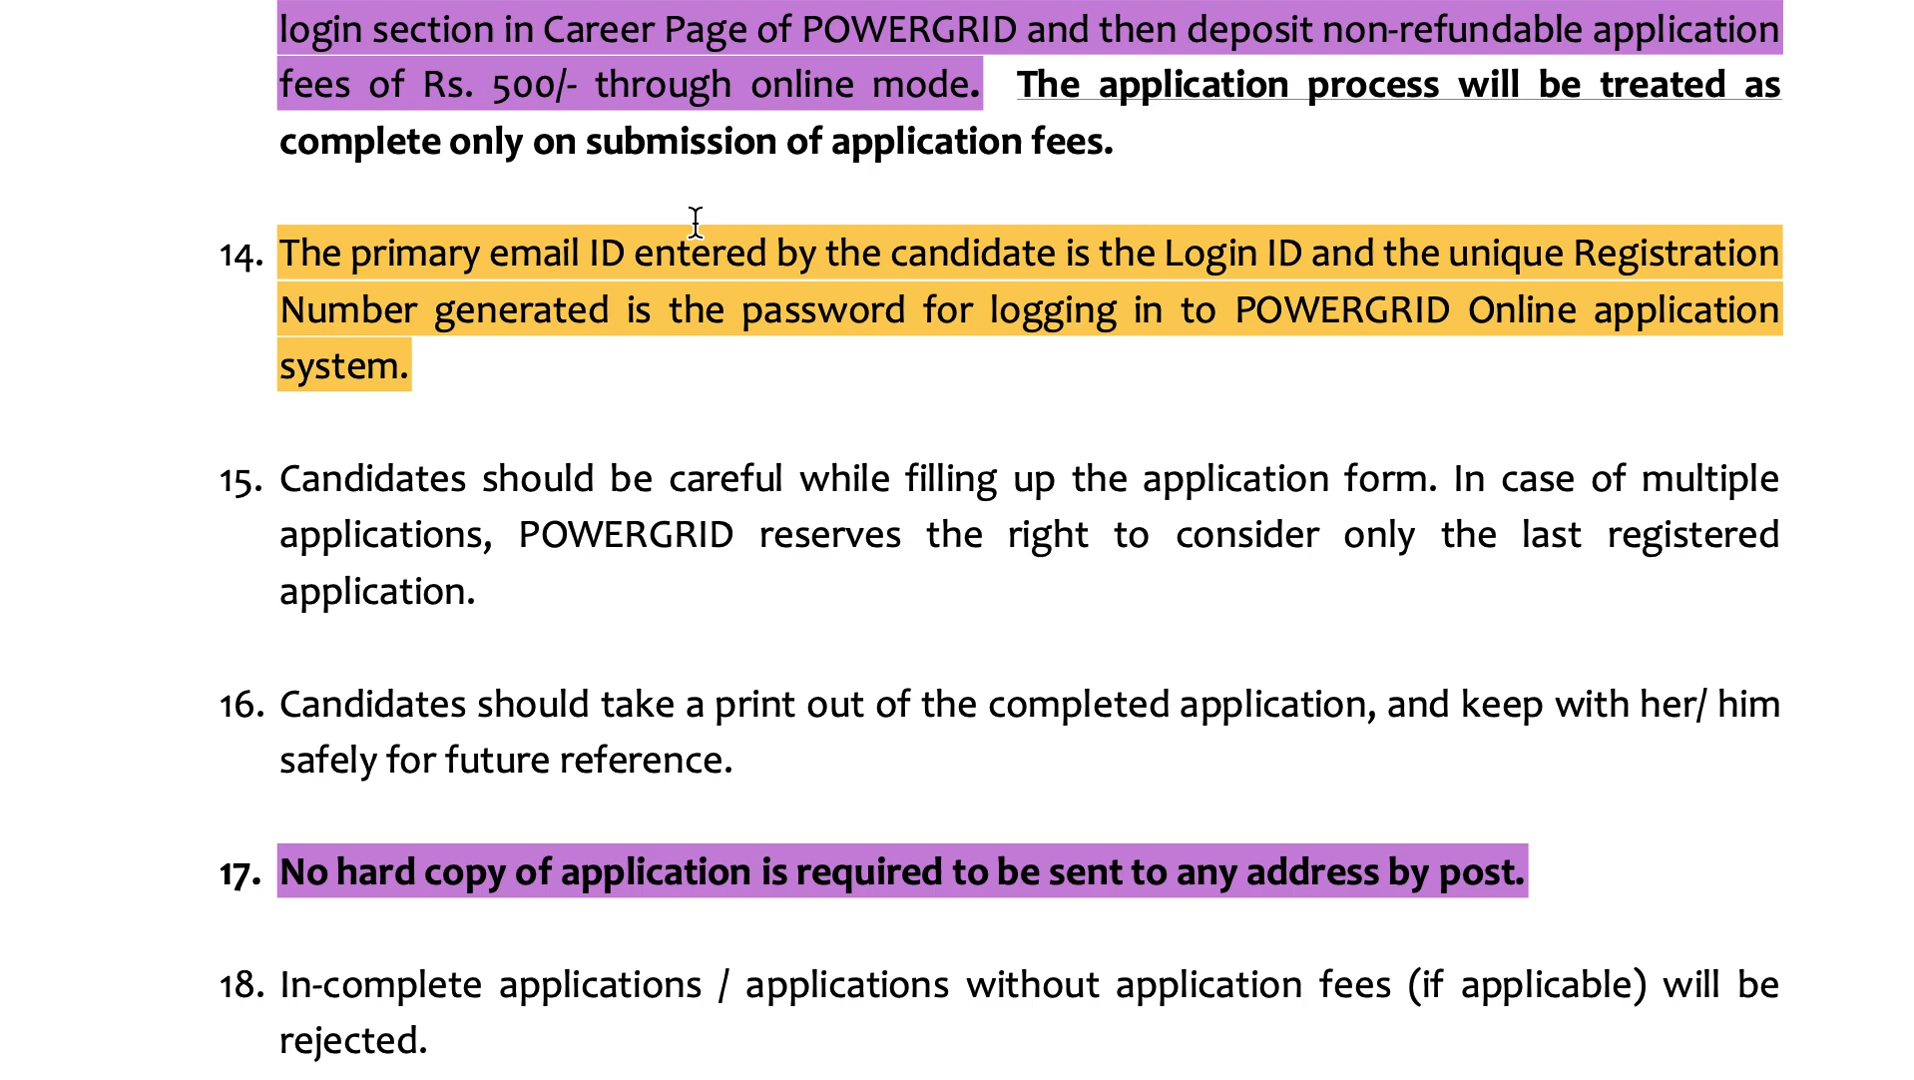 login section in Career Page of POWERGRID and then deposit non-refundable application
fees of Rs. 500/- through online mode. The application process will be treated as
complete only on submission of application fees.
14. The primary email ID entered by the candidate is the Login ID and the unique Registration
Number generated is the password for logging in to POWERGRID Online application
system.
15. Candidates should be careful while filling up the application form. In case of multiple
applications, POWERGRID reserves the right to consider only the last registered
application.
16. Candidates should take a print out of the completed application, and keep with her/ him
safely for future reference.
17. No hard copy of application is required to be sent to any address by post.
18. In-complete applications / applications without application fees (if applicable) will be
rejected.